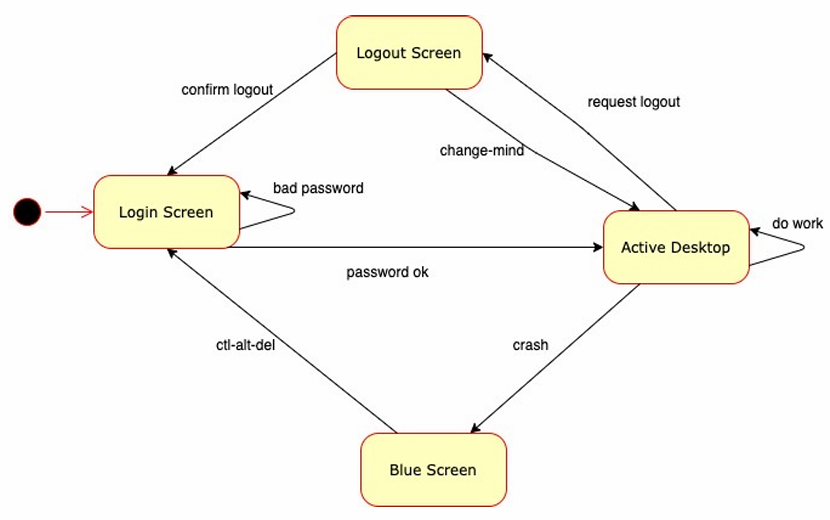 Logout Screen
confirm logout
request logout
change-mind
bad password
Login Screen
do work
Active Desktop
password ok
ctl-alt-del
crash
Blue Screen